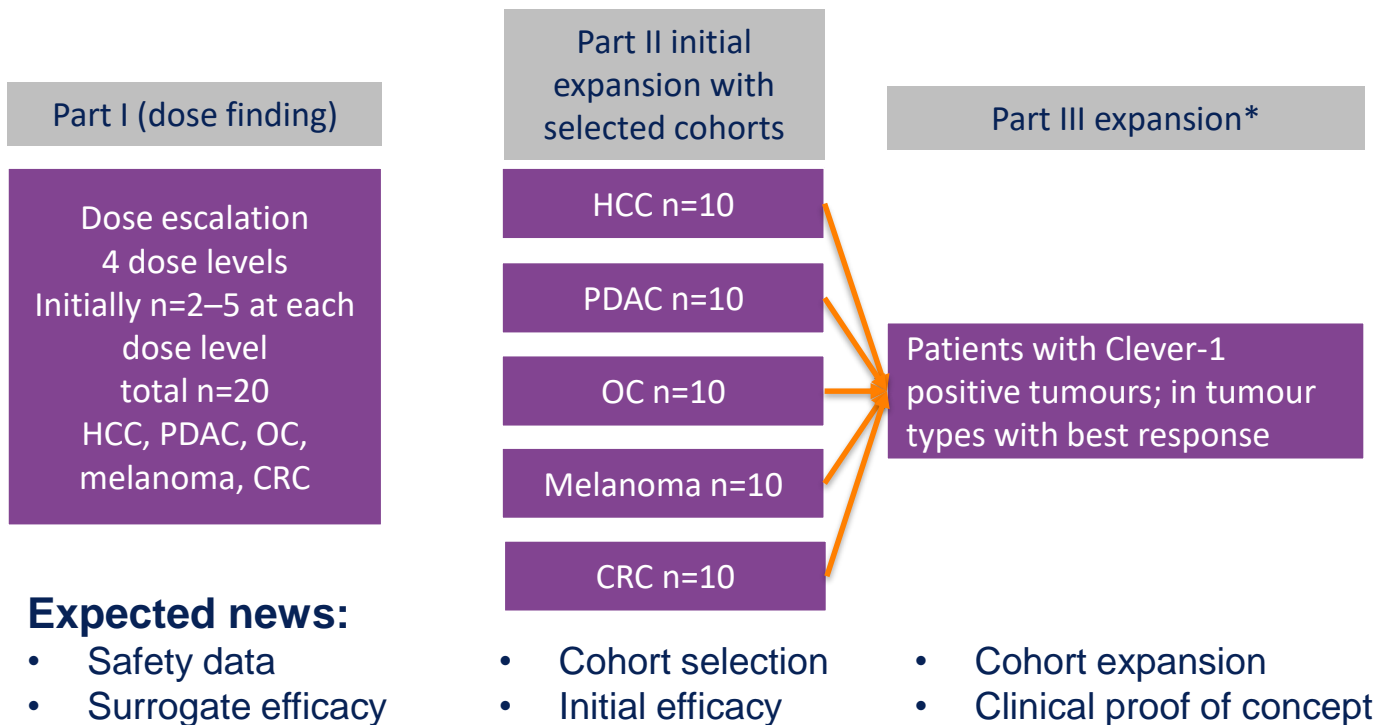 Part I (dose finding)
Dose escalation
4 dose levels
Initially n=2–5 at each
dose level
total n=20
HCC, PDAC, OC,
melanoma, CRC
Part II initial
expansion with
selected cohorts
HCC n=10
PDAC n=10
OC n=10
Melanoma n=10
CRC n=10
Part III expansion*
Patients with Clever-1
positive tumours; in tumour
types with best response
Expected news:
• Safety data
• Surrogate efficacy
• Cohort selection
• Initial efficacy
• Cohort expansion
• Clinical proof of concept